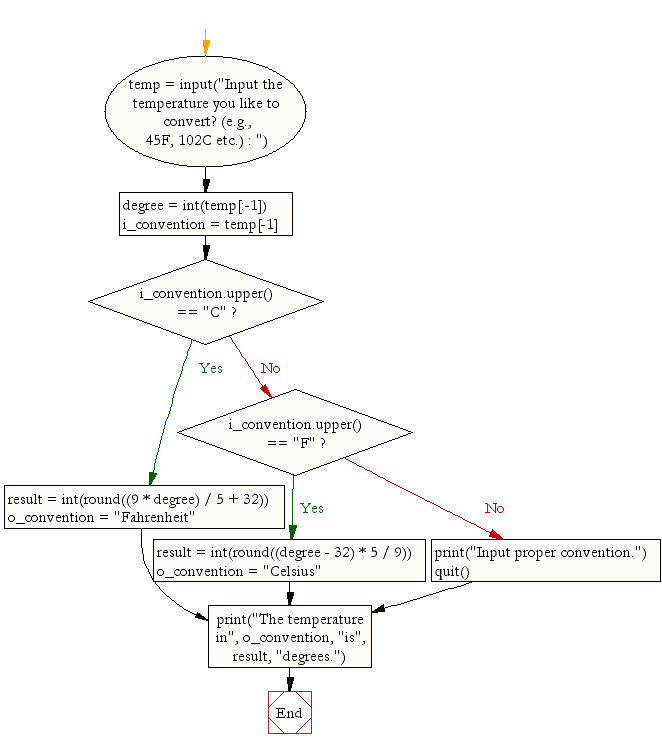 temp = input("Input the
temperature you like to
convert? (e.g.,
45F, 102C etc.) : ")
degree = int(temp[:-1])
i_convention = temp[-1]
i_convention.upper()
== "C" ?
Yes
No
i_convention.upper()
== "F" ?
result = int(round((9 * degree) / 5 + 32))
o_convention = "Fahrenheit"
Yes
No
result = int(round((degree - 32) * 5 / 9))
o_convention = "Celsius"
print("Input proper convention.")
quit()
print("The temperature
in", o_convention, "is",
result, "degrees.")
End